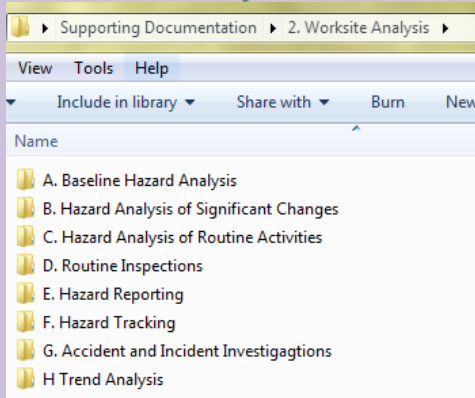 Supporting Documentation ▸ 2. Worksite Analysis ▸
View Tools Help
Include in library Share with Burn New
Name
A. Baseline Hazard Analysis
B. Hazard Analysis of Significant Changes
C. Hazard Analysis of Routine Activities
D. Routine Inspections
E. Hazard Reporting
F. Hazard Tracking
G. Accident and Incident Investigagtions
H Trend Analysis